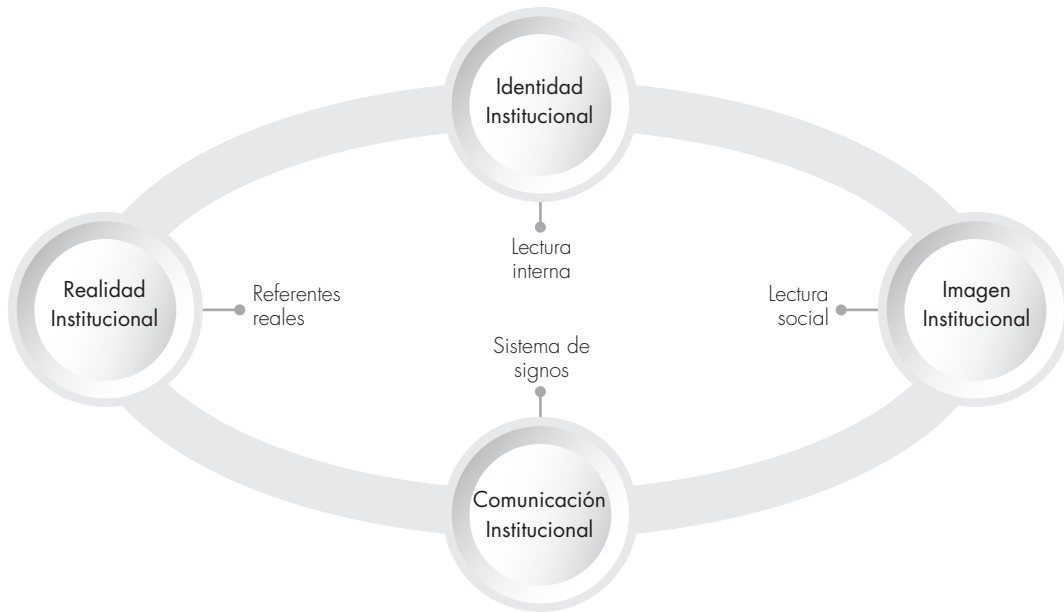 Identidad
Institucional
Lectura
interna
Realidad
Institucional
Referentes
reales
Lectura
social
Imagen
Institucional
Sistema de
signos
Comunicación
Institucional